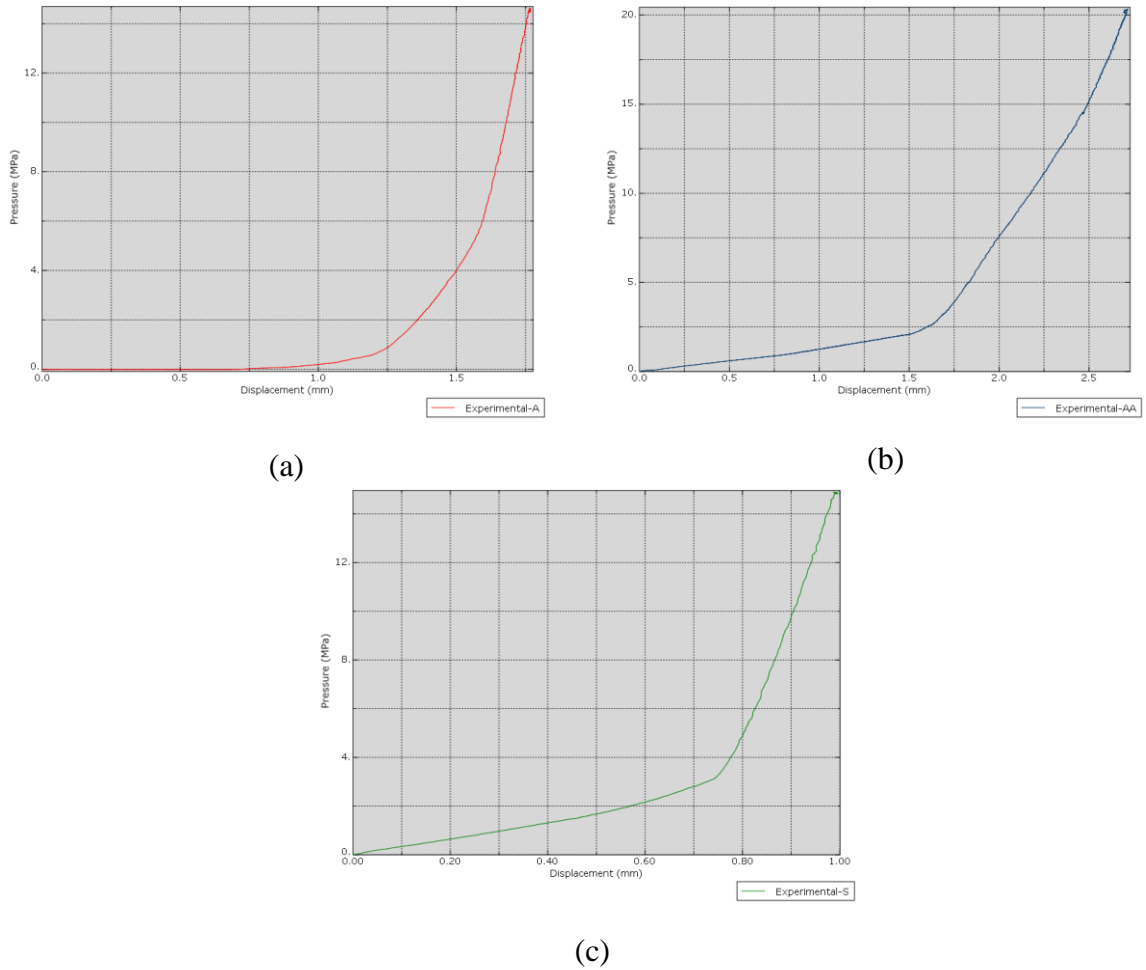 12.
8.
4.
0.
Pressure (MPa)
0.0 0.5 1.0 1.5
Displacement (mm)
Experimental-A
(a)
20.
15.
10.
5.
0.
Pressure (MPa)
0.0 0.5 1.0 1.5 2.0 2.5
Displacement (mm)
Experimental-AA
(b)
12.
8.
4.
0.
Pressure (MPa)
0.00 0.20 0.40 0.60 0.80 1.00
Displacement (mm)
Experimental-S
(c)